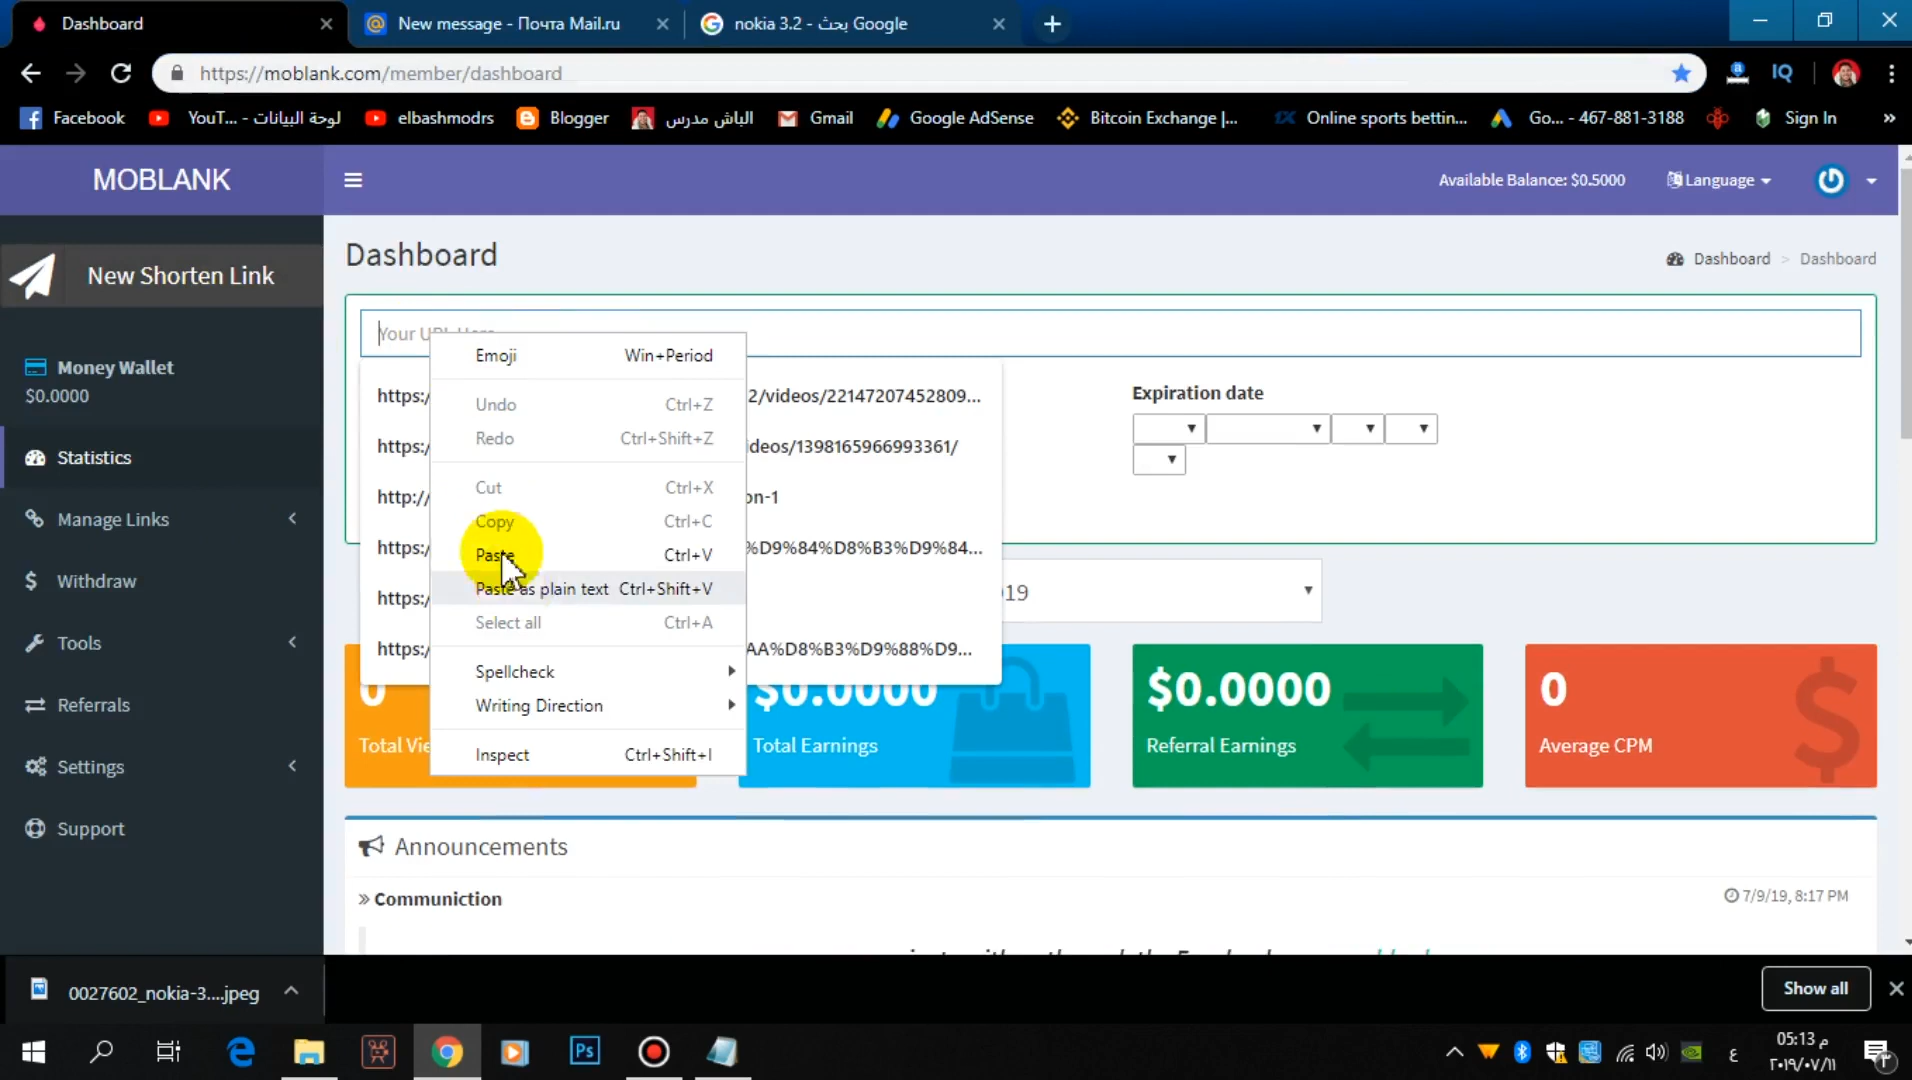 Dashboard
New message - Почта Mail.ru
nokia 3.2 - بحث Google
https://moblank.com/member/dashboard
IQ
Facebook
YouT... - لوحة البيانات
elbashmodrs
Blogger
الباش مدرس
Gmail
Google AdSense
Bitcoin Exchange |...
Online sports bettin...
Go... - 467-881-3188
Sign In
»
MOBLANK
Available Balance: $0.5000
Language
New Shorten Link
Dashboard
Dashboard > Dashboard
Money Wallet
$0.0000
Statistics
Manage Links
Withdraw
Tools
Referrals
Settings
Support
Your
Emoji Win+Period
Undo Ctrl+Z
Redo Ctrl+Shift+Z
Cut Ctrl+X
Copy Ctrl+C
Paste Ctrl+V
Paste as plain text Ctrl+Shift+V
Select all Ctrl+A
Spellcheck
Writing Direction
Inspect Ctrl+Shift+I
https:/ 2/videos/22147207452809...
https:/ ideos/1398165966993361/
http:// on-1
https:/ %D9%84%D8%B3%D9%84...
https:/
https:/ AA%D8%B3%D9%88%D9...
Expiration date
19
0
Total Vie
$0.0000
Total Earnings
$0.0000
Referral Earnings
0
Average CPM
Announcements
» Communiction
7/9/19, 8:17 PM
0027602_nokia-3....jpeg
Show all
Ps
ع
05:13 م
٢٠١٩/٠٧/١١
٣